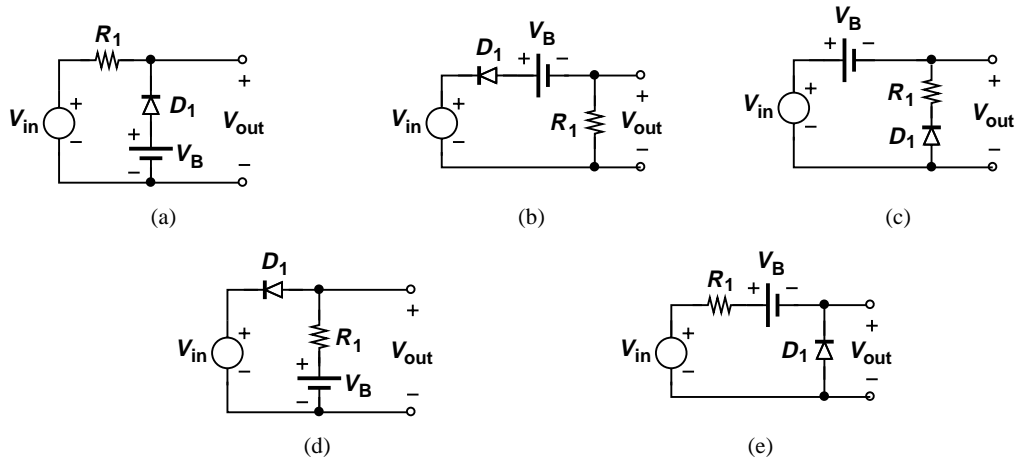 R1
D1
Vin
Vout
VB
+
−
+
−
+
−
(a)
VB
D1
+
−
Vin
R1
Vout
+
−
+
−
(b)
VB
+
−
Vin
R1
D1
Vout
+
−
+
−
(c)
D1
Vin
R1
VB
Vout
+
−
+
−
+
−
(d)
VB
R1
+
−
Vin
D1
Vout
+
−
+
−
(e)